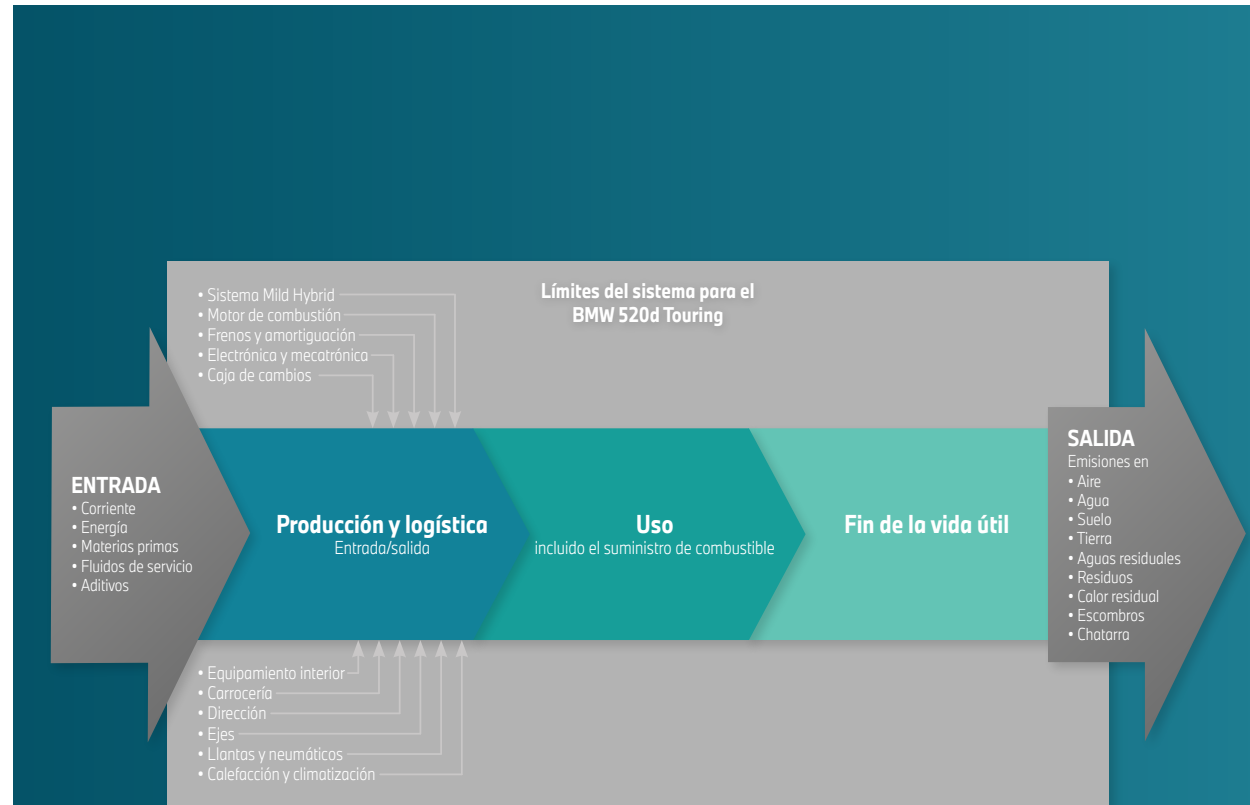 Límites del sistema para el
BMW 520d Touring
• Sistema Mild Hybrid
• Motor de combustión
• Frenos y amortiguación
• Electrónica y mecatrónica
• Caja de cambios
ENTRADA
• Corriente
• Energía
• Materias primas
• Fluidos de servicio
• Aditivos
Producción y logística
Entrada/salida
Uso
incluido el suministro de combustible
Fin de la vida útil
SALIDA
Emisiones en
• Aire
• Agua
• Suelo
• Tierra
• Aguas residuales
• Residuos
• Calor residual
• Escombros
• Chatarra
• Equipamiento interior
• Carrocería
• Dirección
• Ejes
• Llantas y neumáticos
• Calefacción y climatización